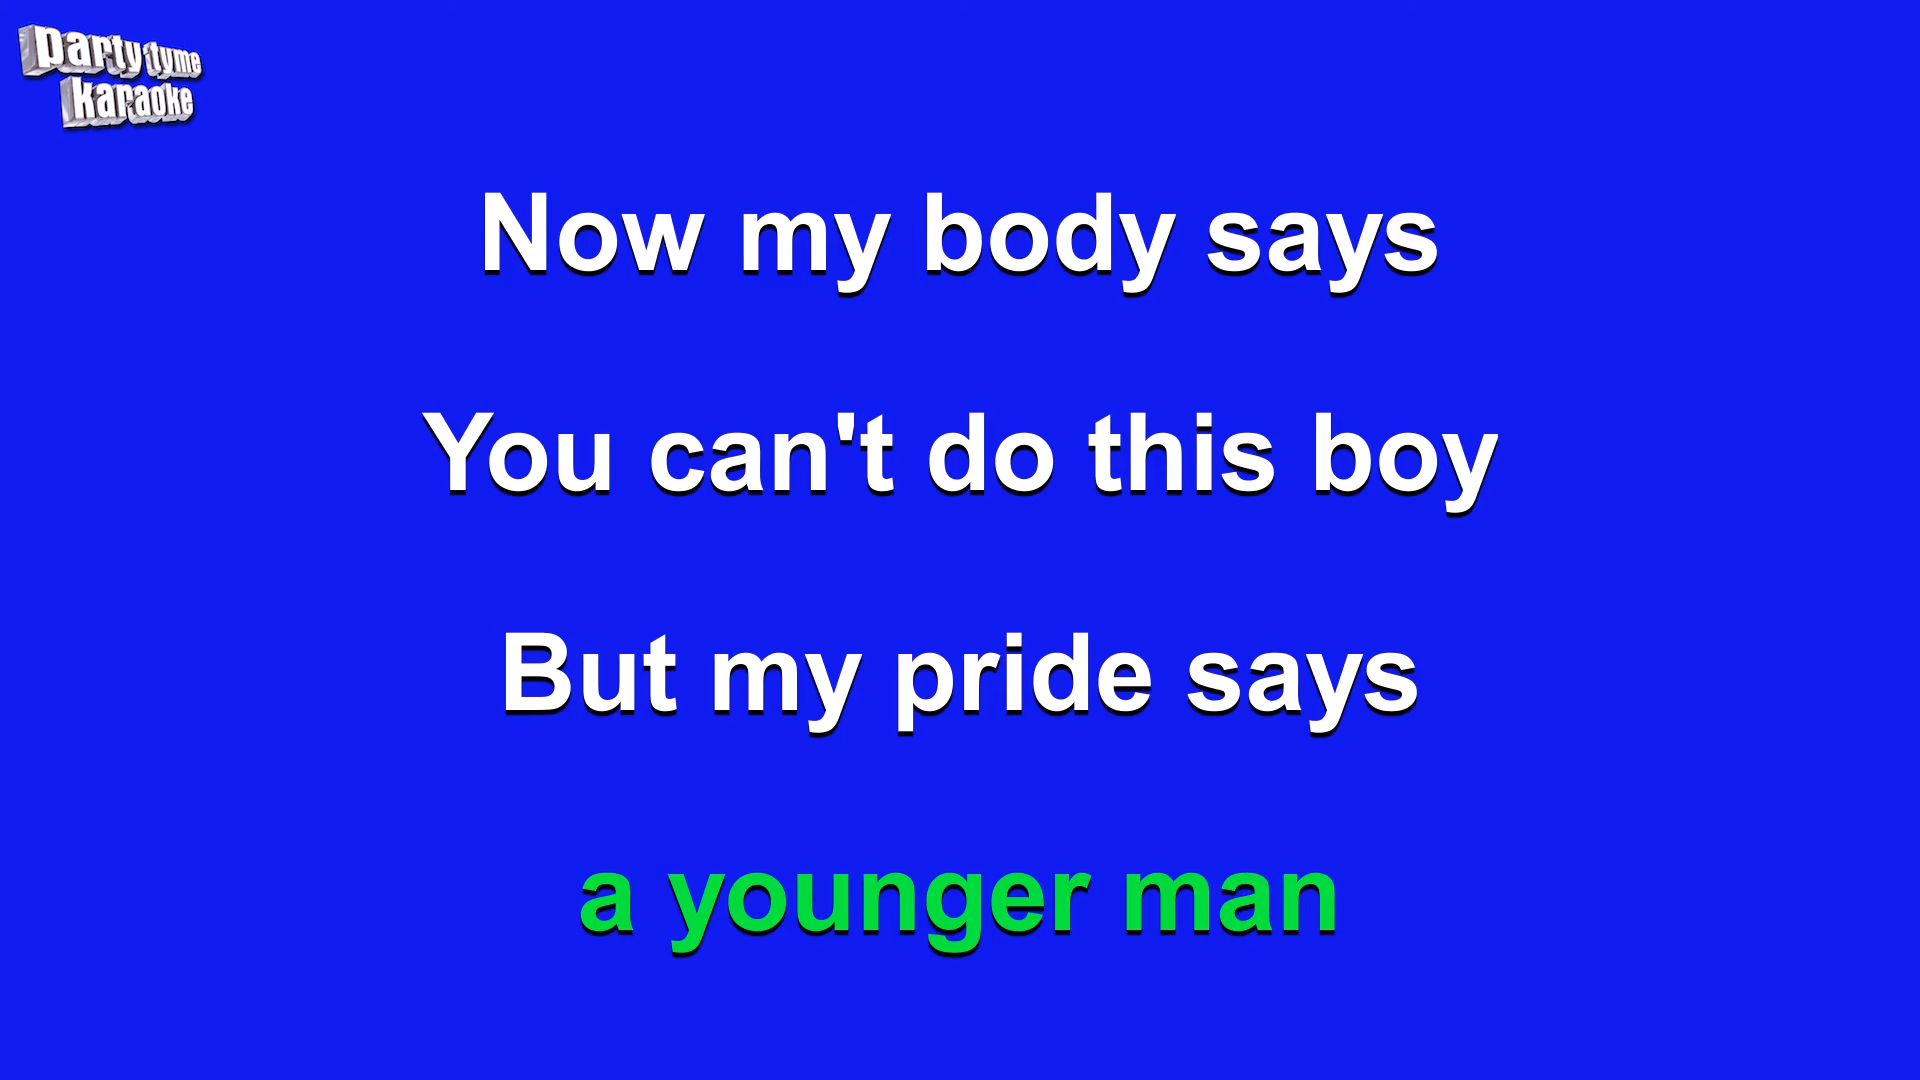 party tyme
karaoke
Now my body says
You can't do this boy
But my pride says
a younger man